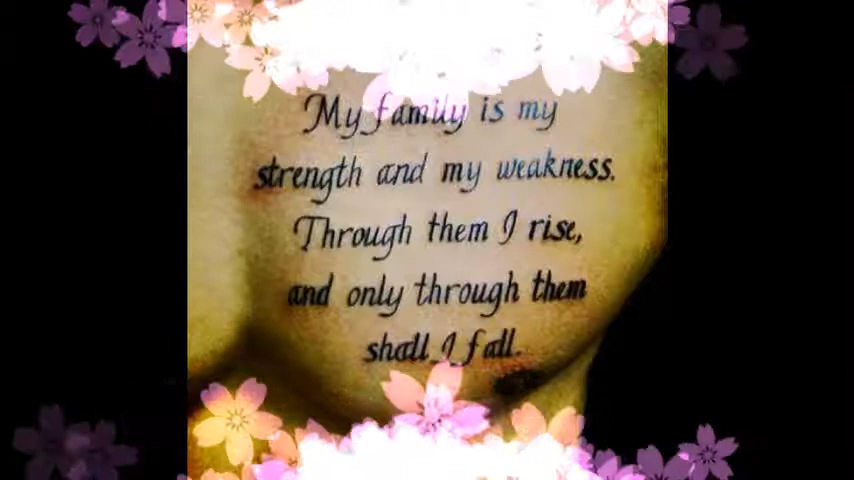 My family is my
strength and my weakness.
Through them I rise,
and only through them
shall I fall.